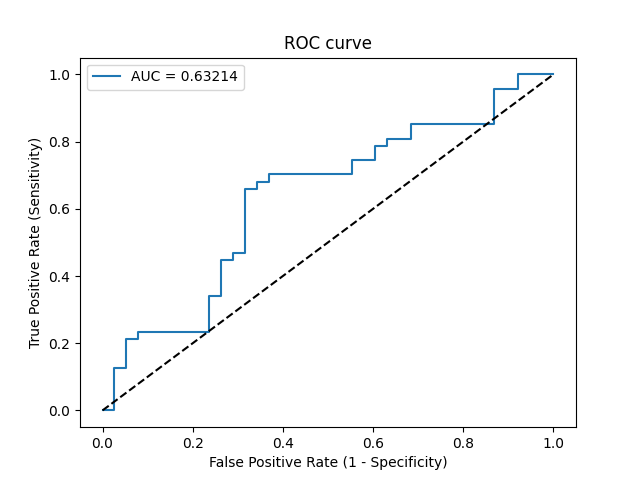 ROC curve
AUC = 0.63214
True Positive Rate (Sensitivity)
1.0
0.8
0.6
0.4
0.2
0.0
0.0 0.2 0.4 0.6 0.8 1.0
False Positive Rate (1 - Specificity)